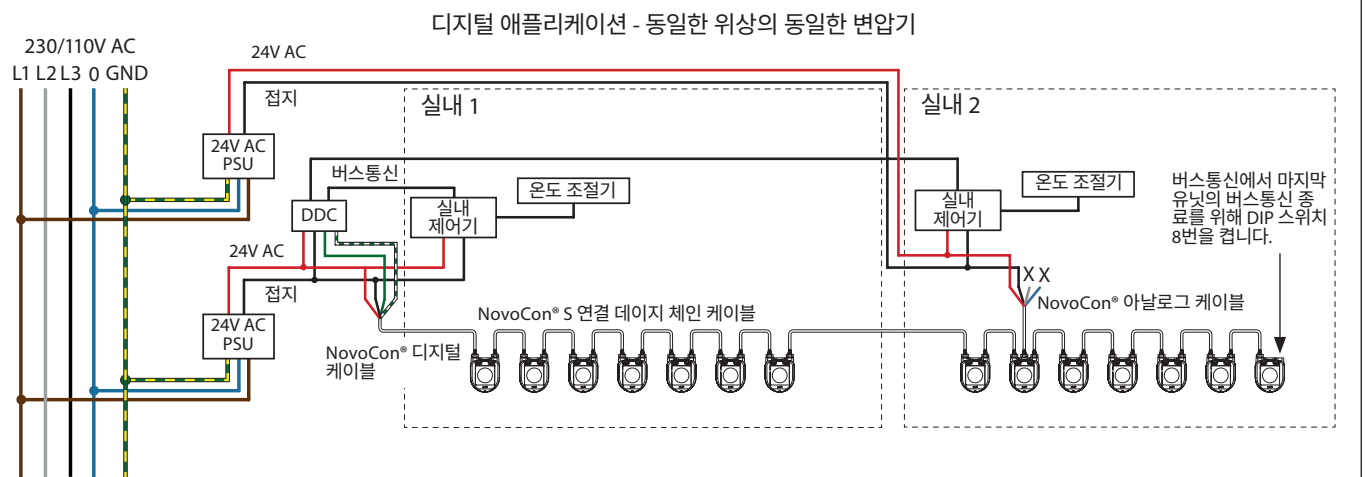 디지털 애플리케이션 - 동일한 위상의 동일한 변압기
230/110V AC
L1 L2 L3 0 GND
24V AC
접지
24V AC
PSU
실내 1
실내 2
버스통신
DDC
실내
제어기
온도 조절기
실내
제어기
온도 조절기
버스통신에서 마지막
유닛의 버스통신 종
료를 위해 DIP 스위치
8번을 켭니다.
24V AC
접지
24V AC
PSU
X X
NovoCon® S 연결 데이지 체인 케이블
NovoCon® 아날로그 케이블
NovoCon® 디지털
케이블